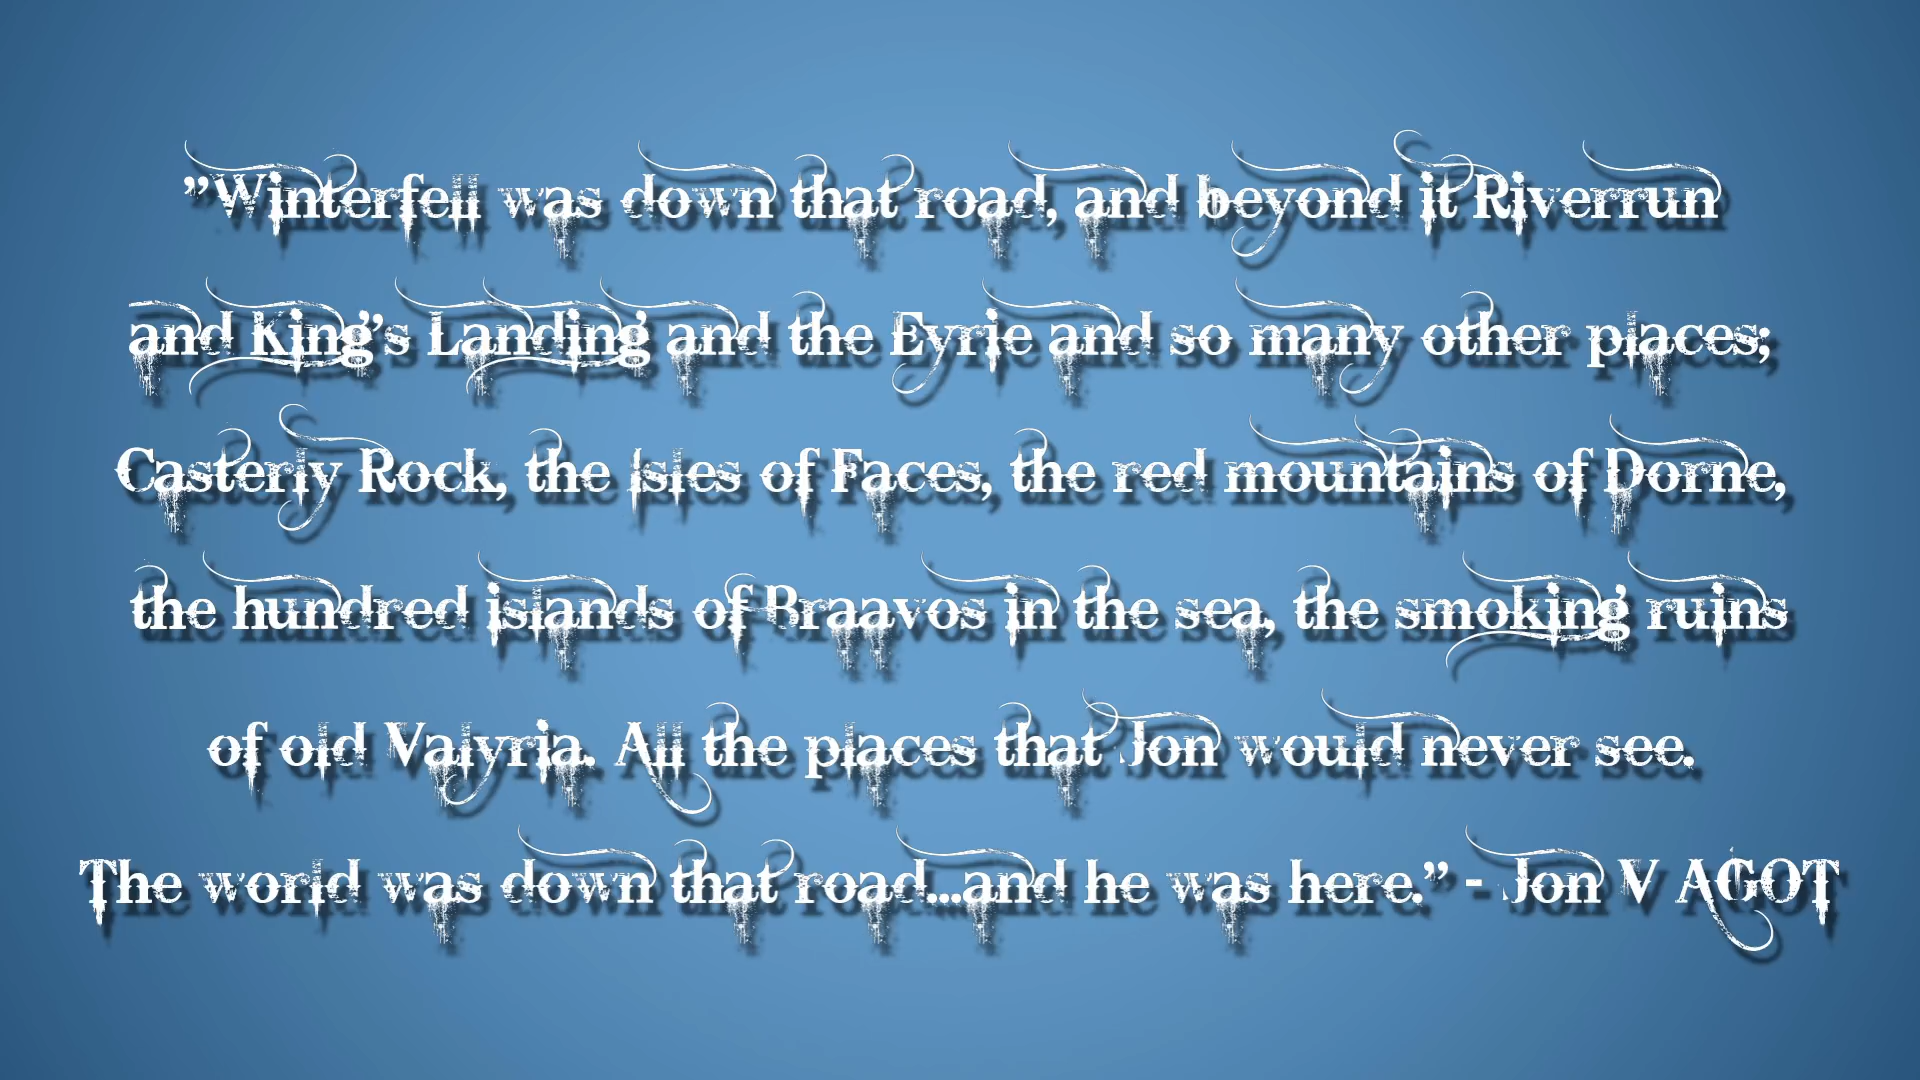 "Winterfell was down that road, and beyond it Riverrun
and King"s Landing and the Eyrie and so many other places;
Casterly Rock, the Isles of Faces, the red mountains of Dorne,
the hundred islands of Braavos in the sea, the smoking ruins
of old Valyria. All the places that Jon would never see.
The world was down that road...and he was here." - Jon V AGOT